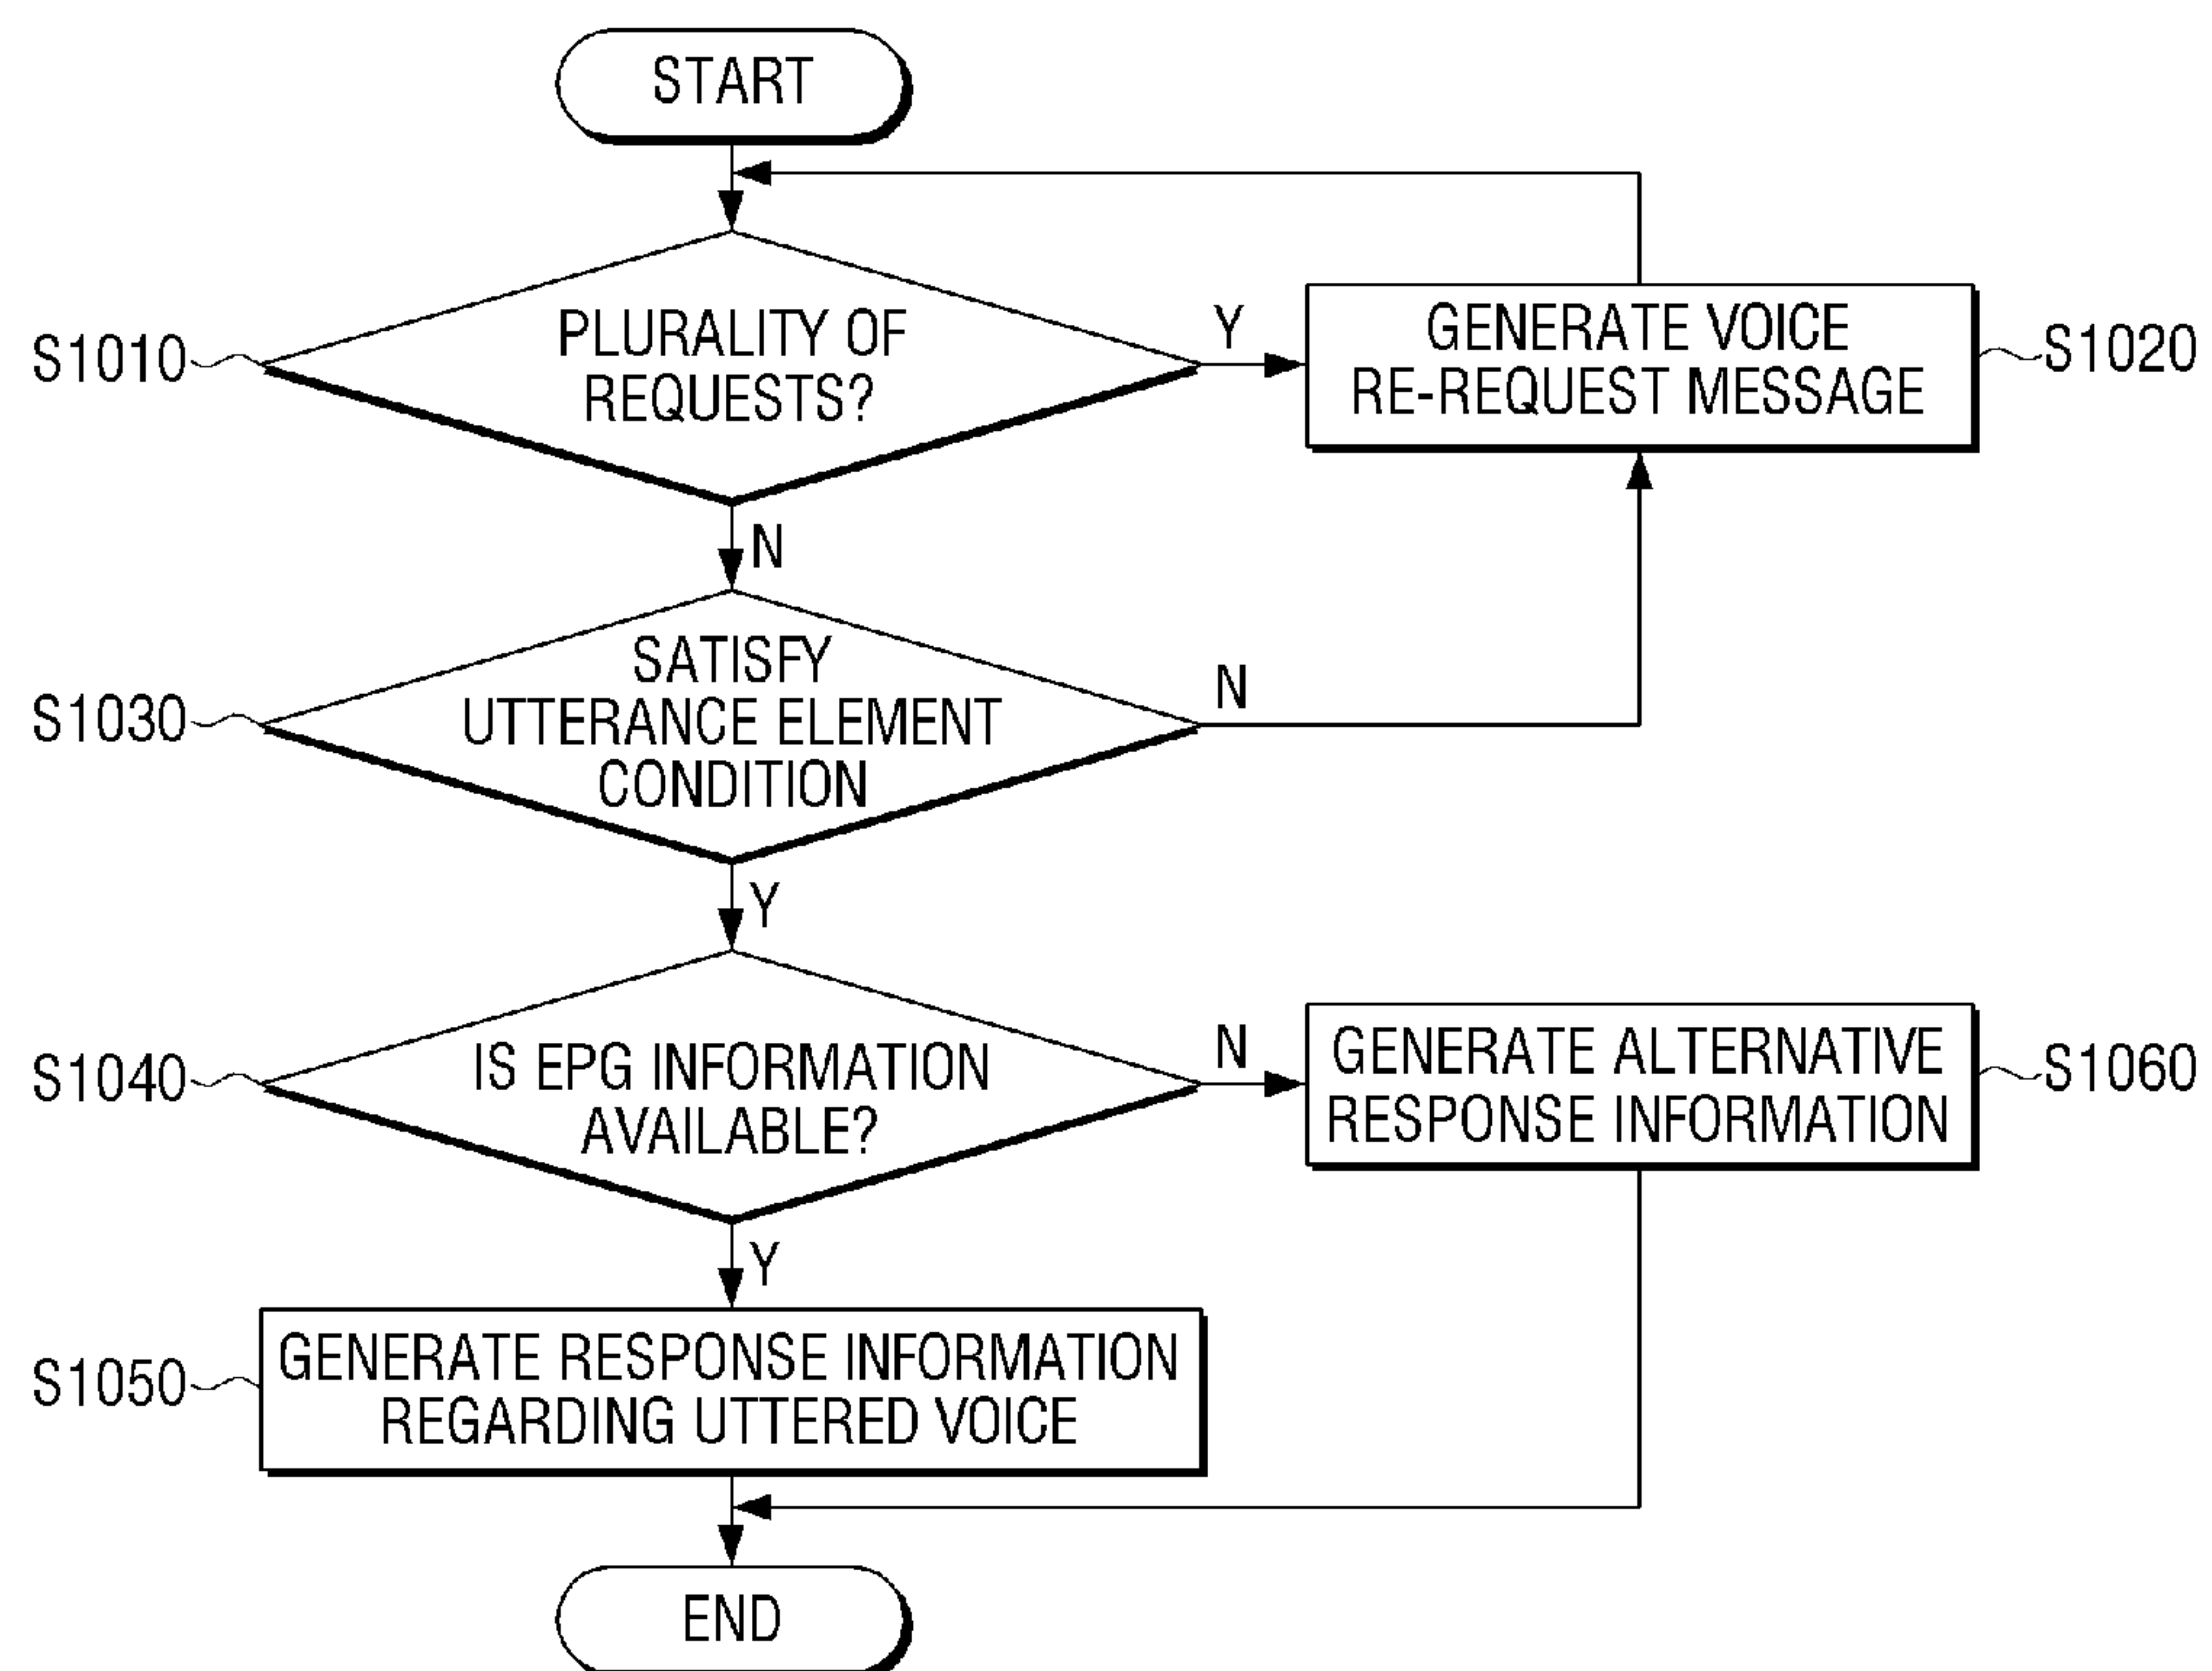 START
PLURALITY OF
REQUESTS?
S1010
Y
GENERATE VOICE
RE-REQUEST MESSAGE
S1020
N
SATISFY
UTTERANCE ELEMENT
CONDITION
S1030
N
Y
IS EPG INFORMATION
AVAILABLE?
S1040
N
GENERATE ALTERNATIVE
RESPONSE INFORMATION
S1060
Y
GENERATE RESPONSE INFORMATION
REGARDING UTTERED VOICE
S1050
END